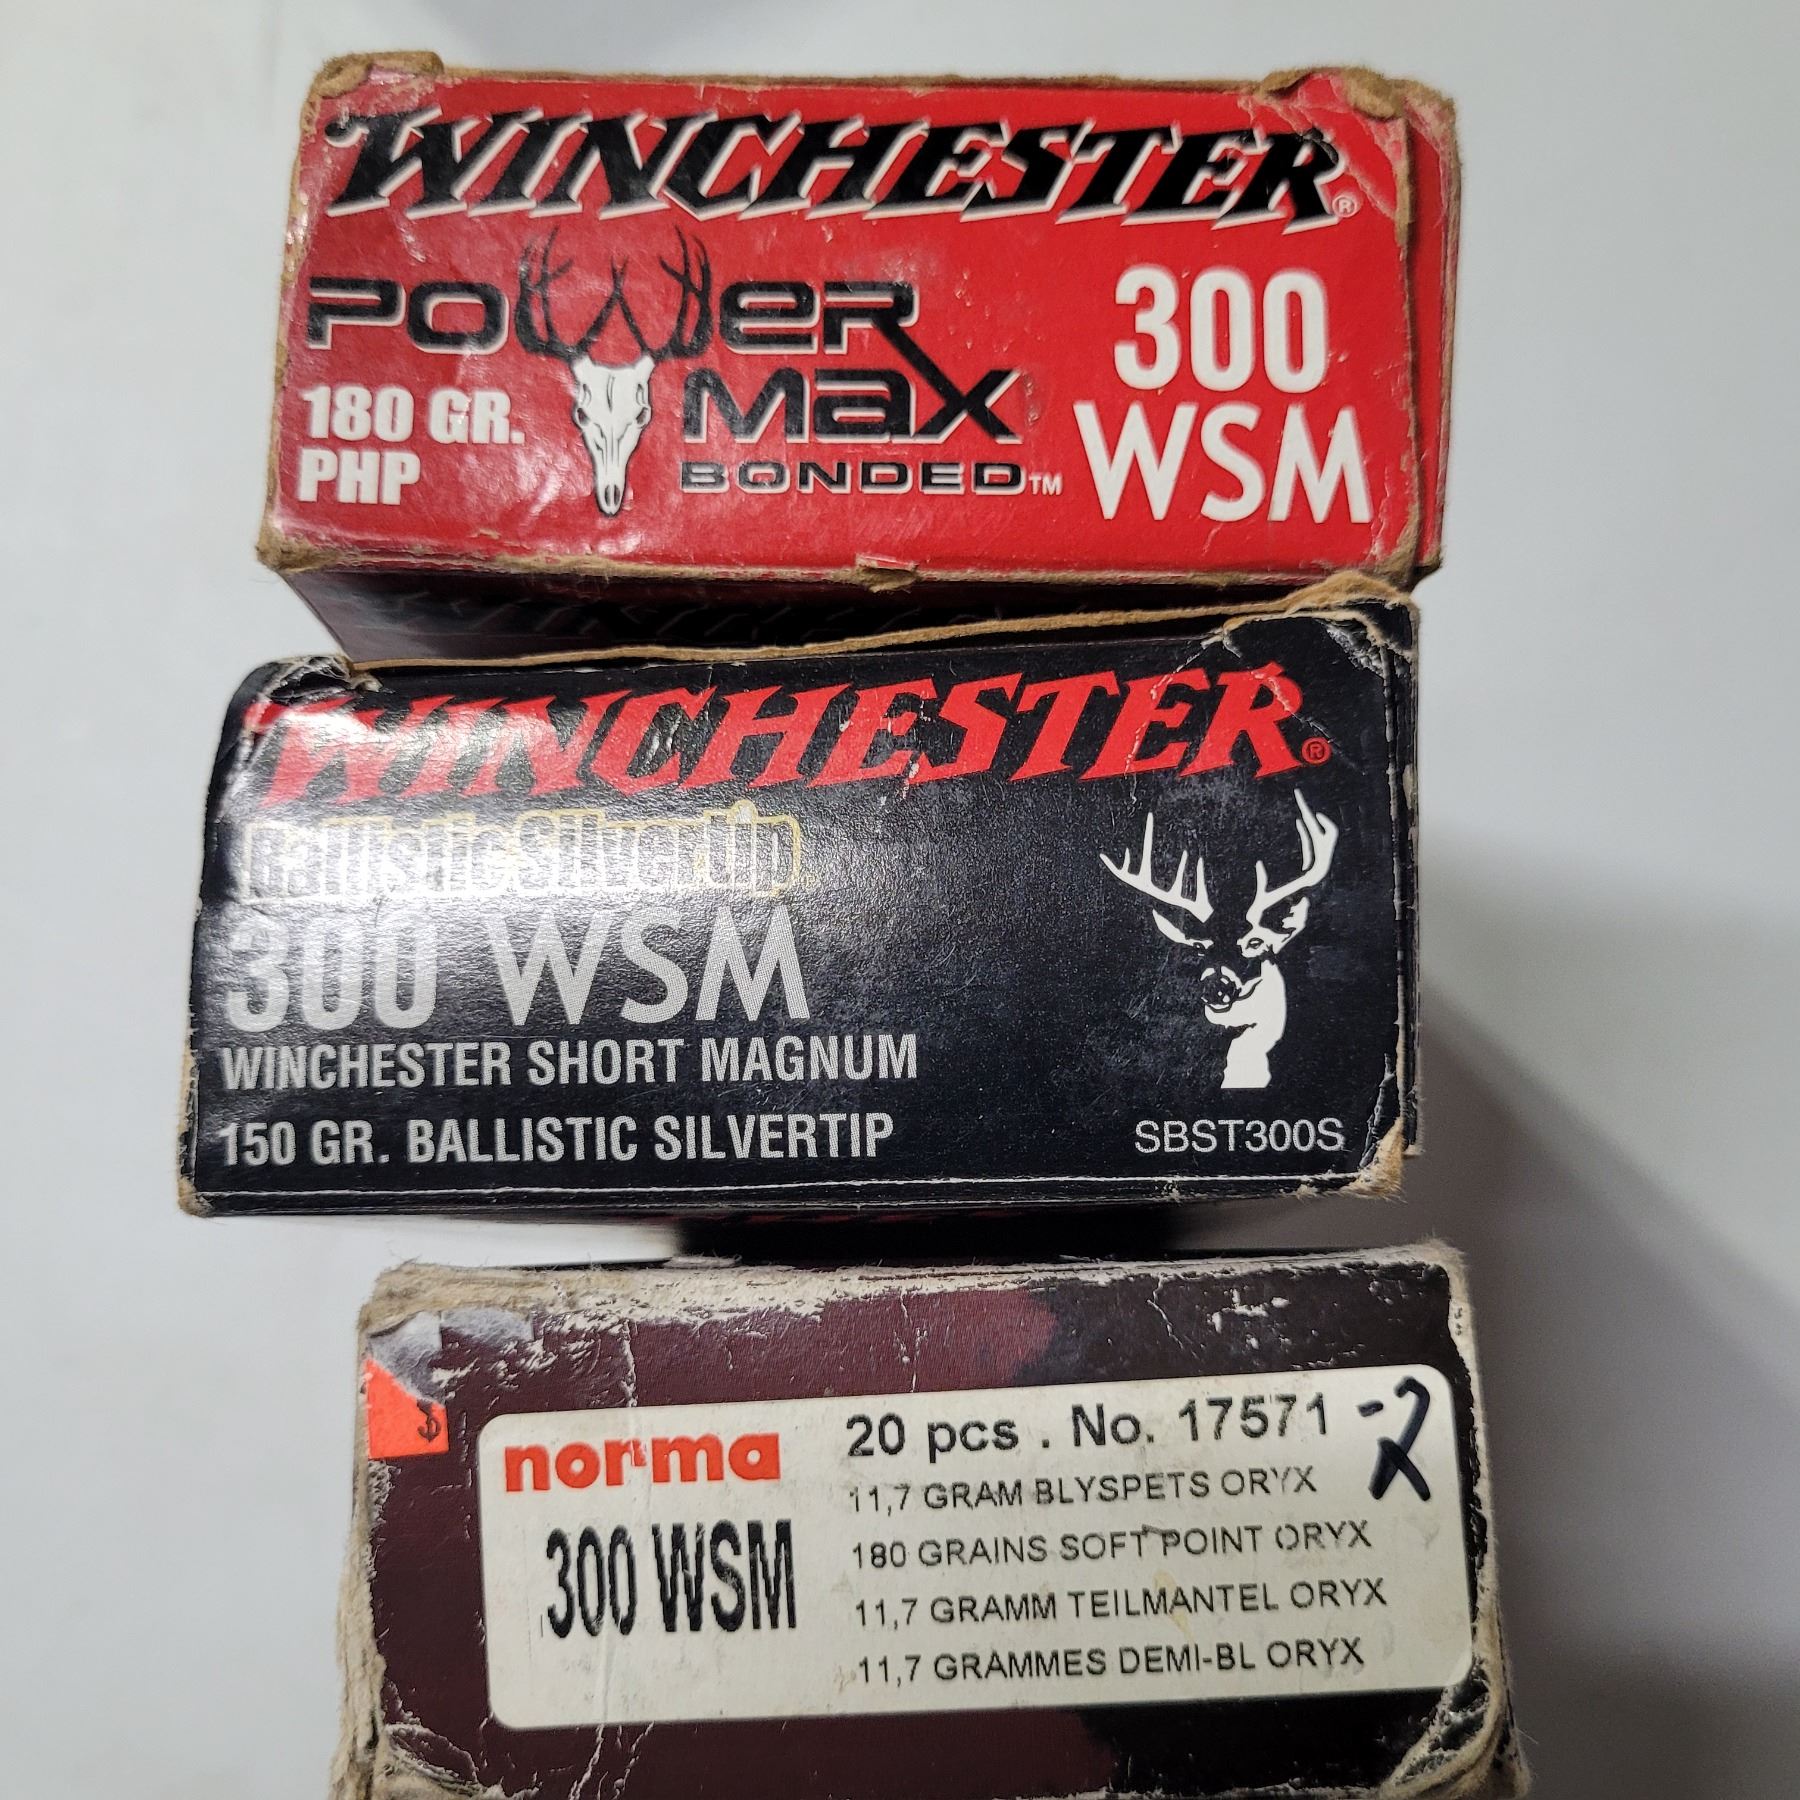 WINCHESTER®
POWER
MAX
BONDED™
180 GR.
PHP
300
WSM
WINCHESTER®
Ballistic Silvertip
300 WSM
WINCHESTER SHORT MAGNUM
150 GR. BALLISTIC SILVERTIP
SBST300S
$
norma
300 WSM
20 pcs . No. 17571
11,7 GRAM BLYSPETS ORYX
180 GRAINS SOFT POINT ORYX
11,7 GRAMM TEILMANTEL ORYX
11,7 GRAMMES DEMI-BL ORYX